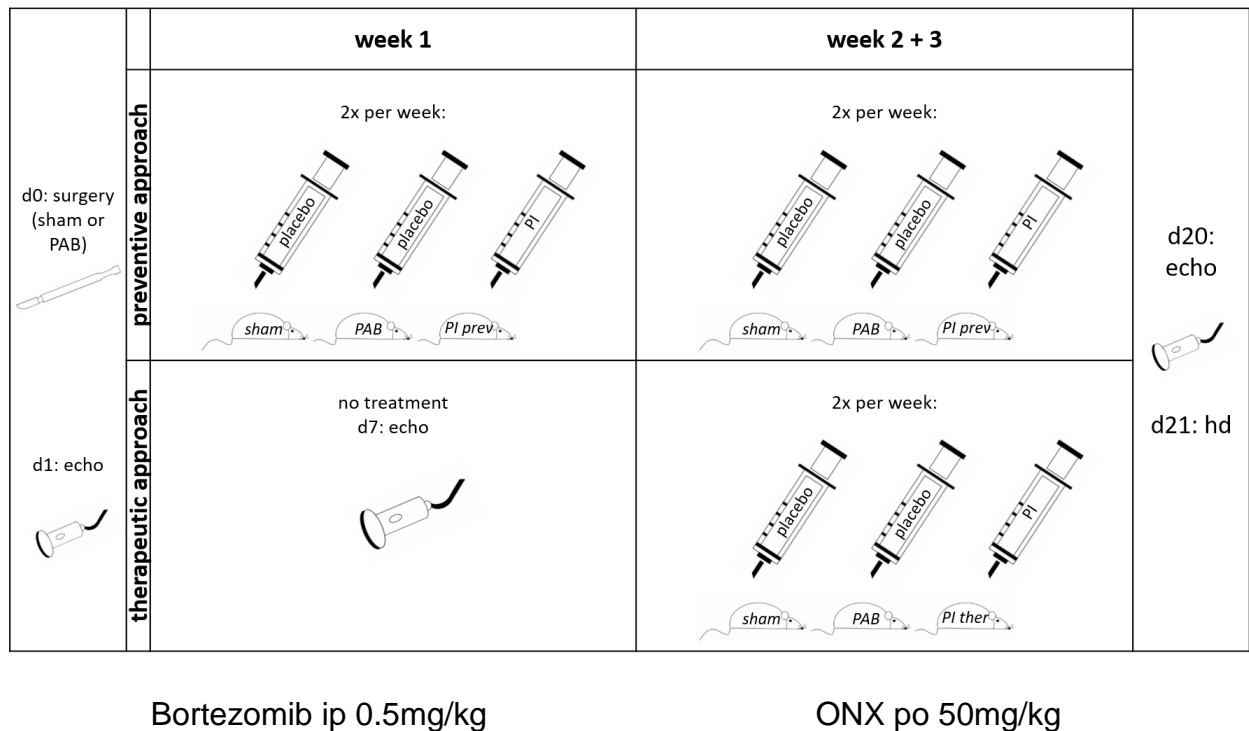 week 1
week 2 + 3
d0: surgery
(sham or
PAB)
preventive approach
2x per week:
placebo
placebo
PI
sham
PAB
PI prev
2x per week:
placebo
placebo
PI
sham
PAB
PI prev
d1: echo
therapeutic approach
no treatment
d7: echo
2x per week:
placebo
placebo
PI
sham
PAB
PI ther
d20:
echo
d21: hd
Bortezomib ip 0.5mg/kg
ONX po 50mg/kg